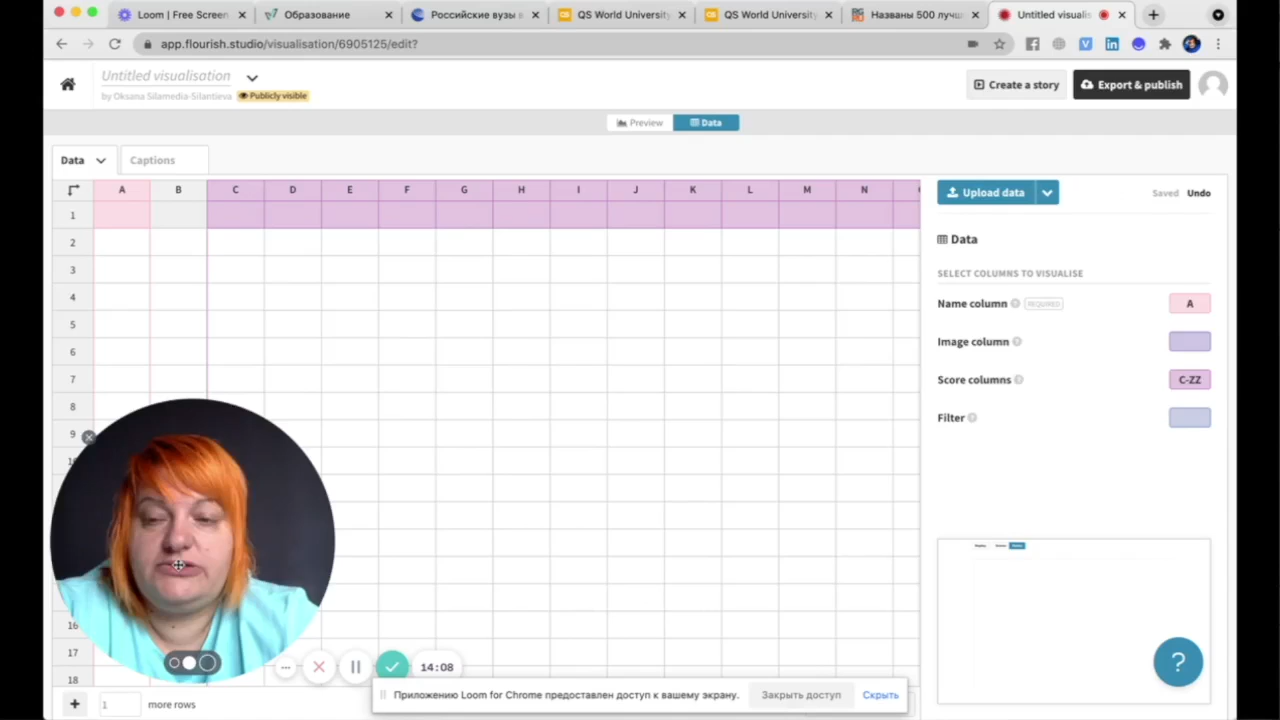 Loom | Free Screen
Образование
Российские вузы в
QS World University
QS World University
Названы 500 лучш
Untitled visualis
app.flourish.studio/visualisation/6905125/edit?
Untitled visualisation
by Oksana Silamedia-Silantieva
Publicly visible
Create a story
Export & publish
Preview
Data
Data
Captions
A B C D E F G H I J K L M N
1
2
3
4
5
6
7
8
9
16
17
18
Upload data
Saved
Undo
Data
SELECT COLUMNS TO VISUALISE
Name column ? REQUIRED A
Image column ?
Score columns ? C-ZZ
Filter ?
?
14:08
Приложению Loom for Chrome предоставлен доступ к вашему экрану.
Закрыть доступ
Скрыть
1 more rows